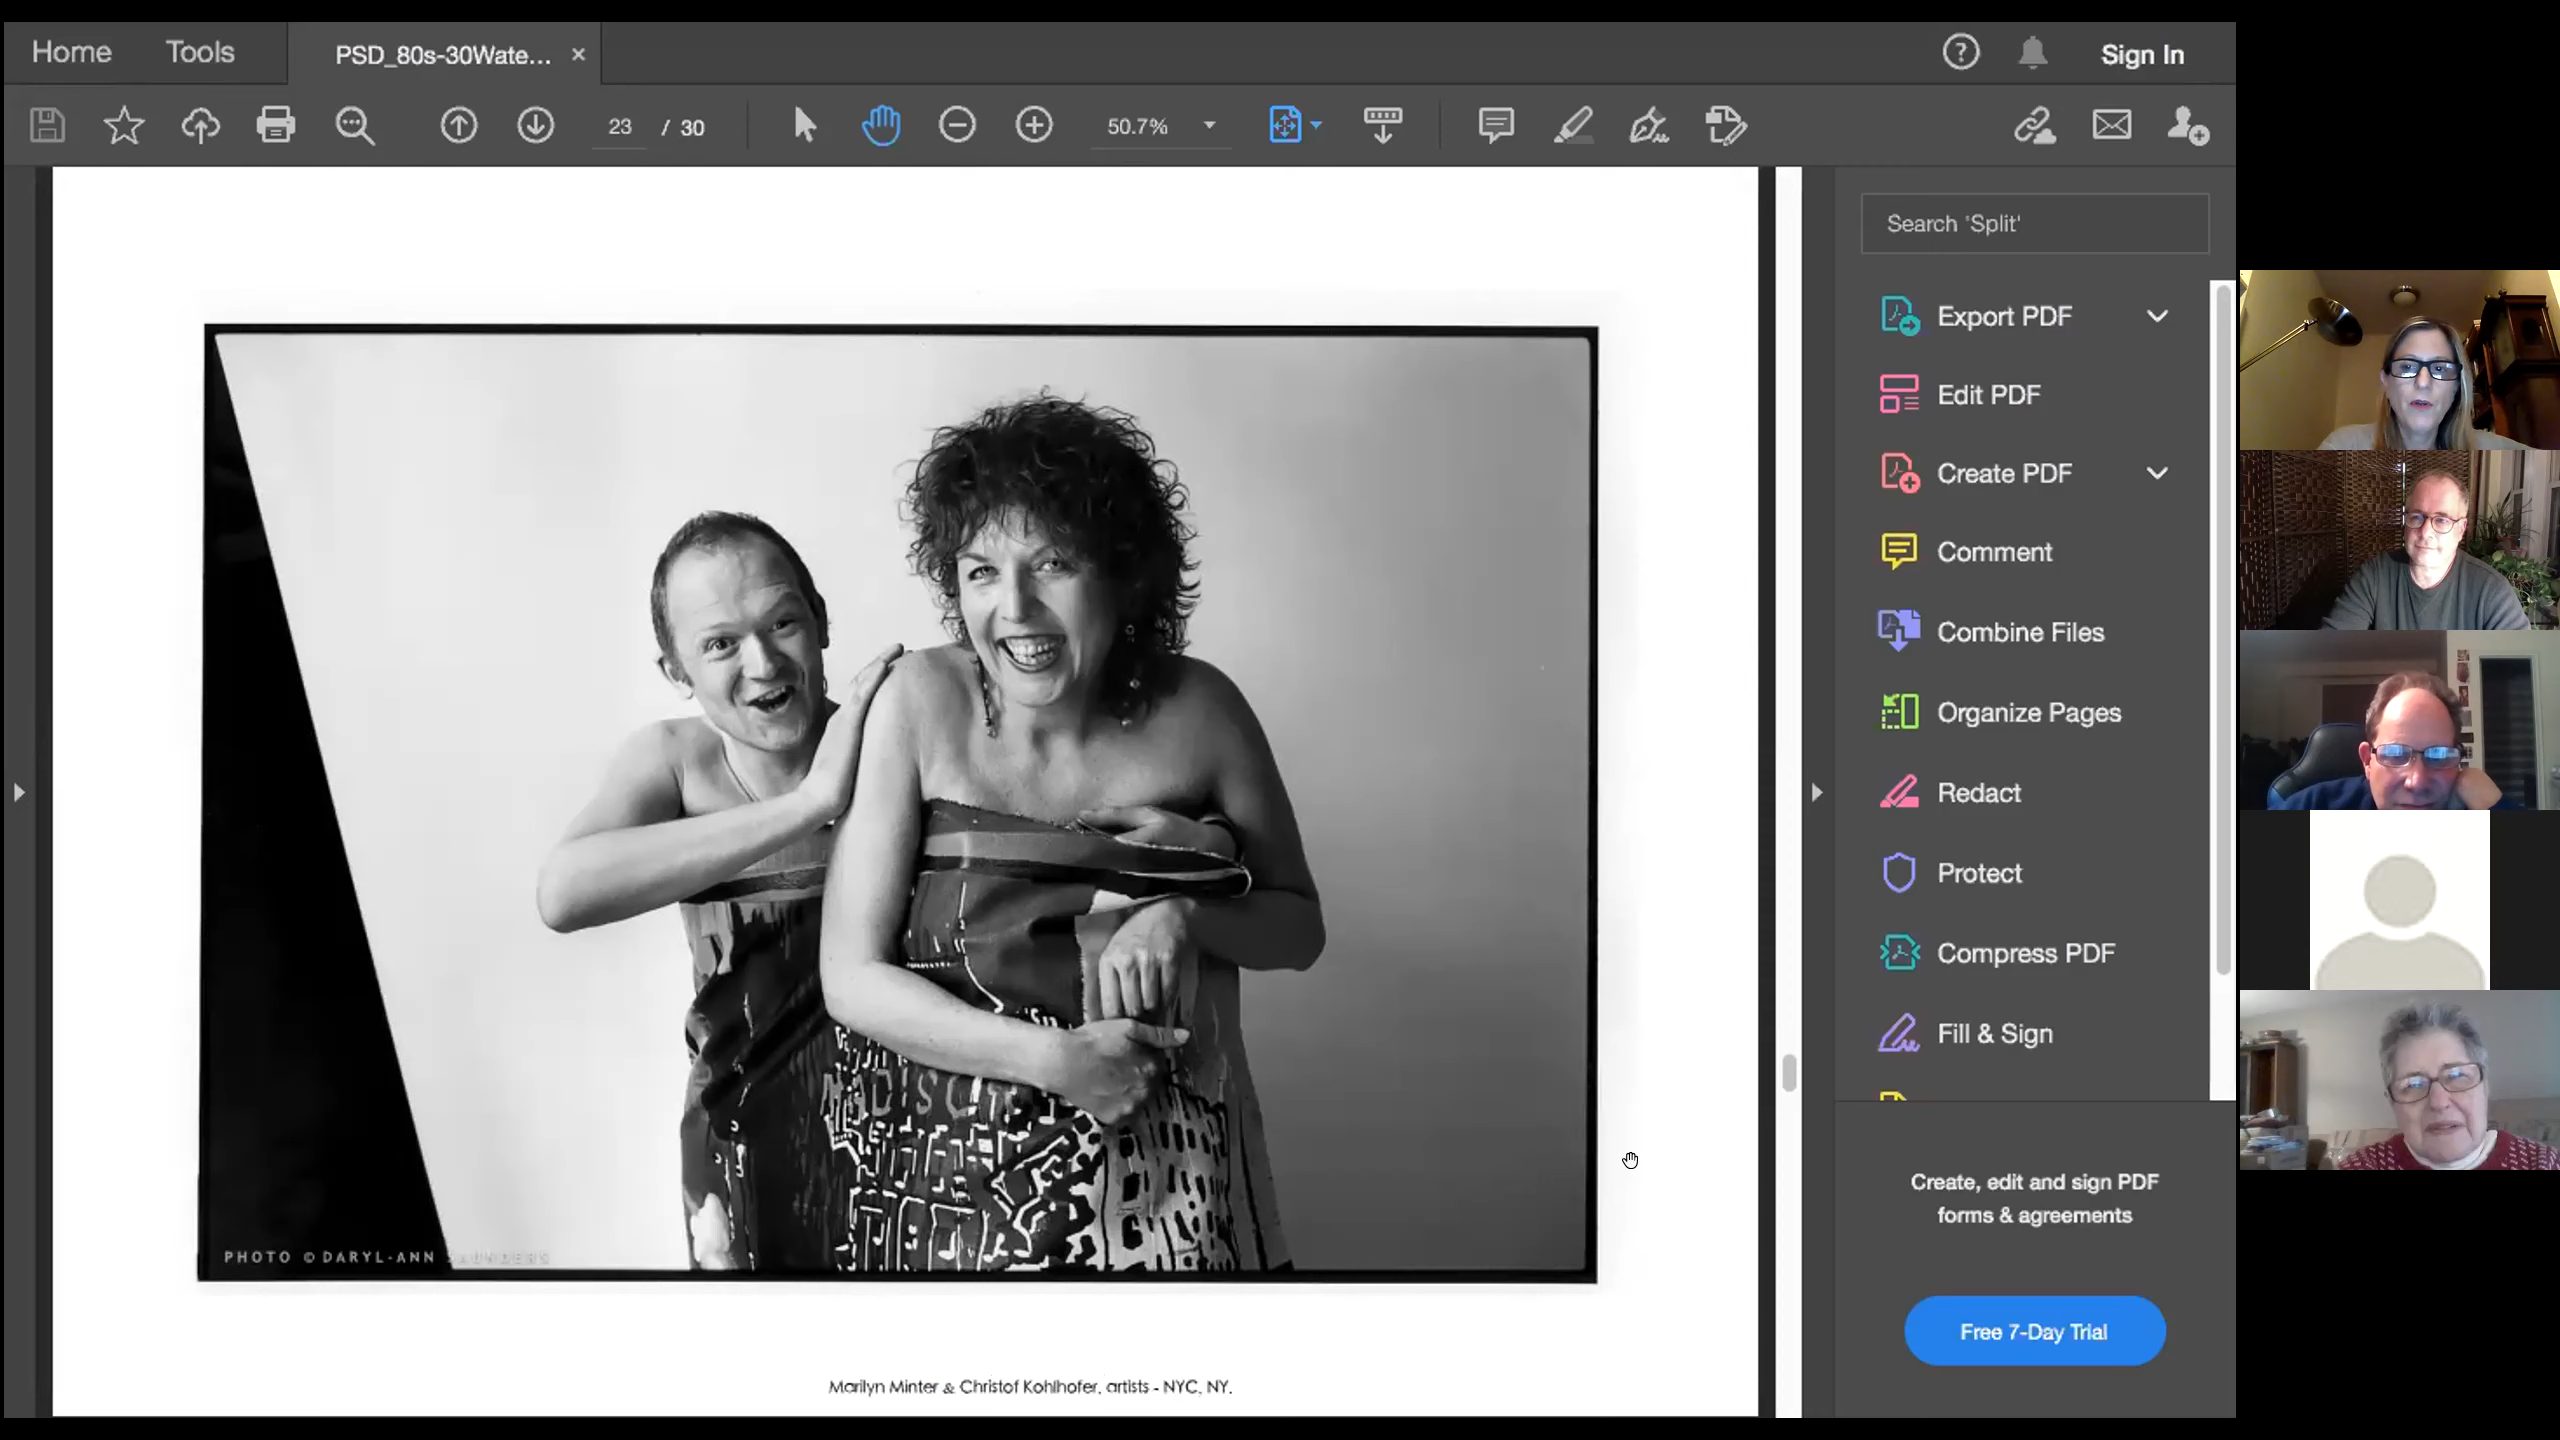 Home Tools PSD_80s-30Wate... × Sign In
23 / 30 50.7%
Search 'Split'
Export PDF
Edit PDF
Create PDF
Comment
Combine Files
Organize Pages
Redact
Protect
Compress PDF
Fill & Sign
Create, edit and sign PDF
forms & agreements
Free 7-Day Trial
PHOTO © DARYL-ANN SAUNDERS
Marilyn Minter & Christof Kohlhofer, artists - NYC, NY.